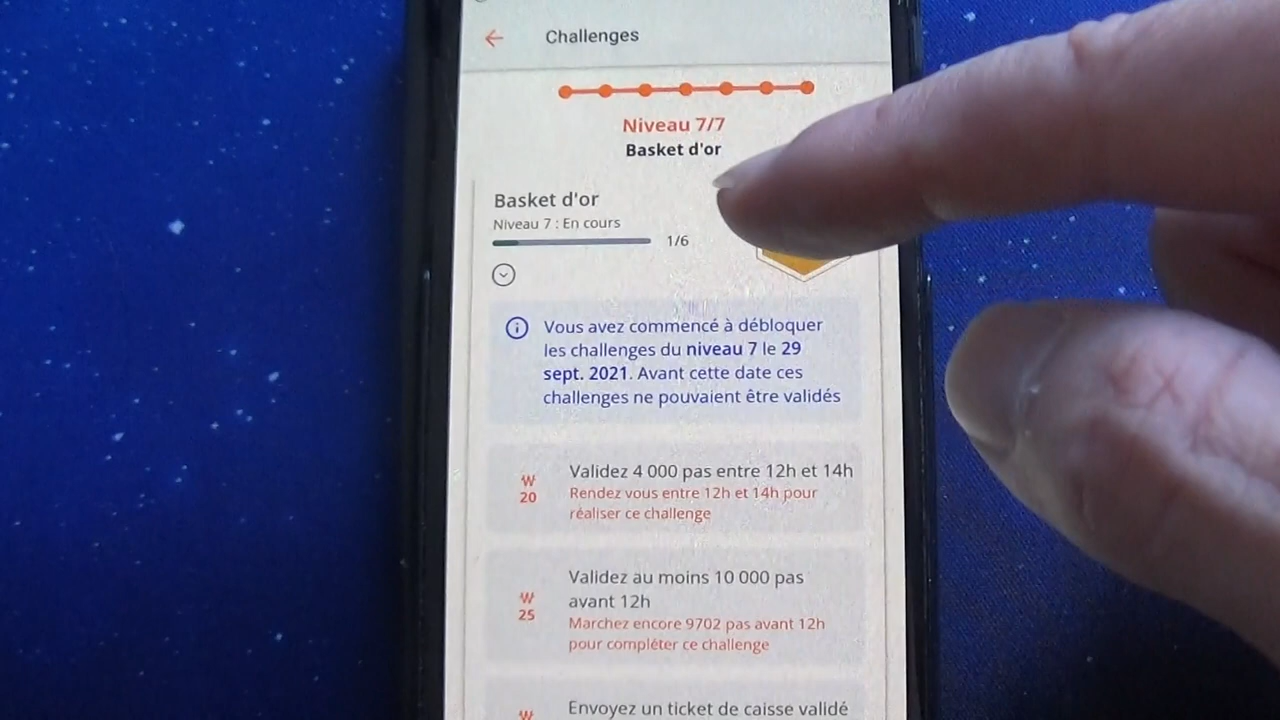 Challenges
Niveau 7/7
Basket d'or
Basket d'or
Niveau 7 : En cours
1/6
Vous avez commencé à débloquer
les challenges du niveau 7 le 29
sept. 2021. Avant cette date ces
challenges ne pouvaient être validés
W
20
Validez 4 000 pas entre 12h et 14h
Rendez vous entre 12h et 14h pour
réaliser ce challenge
W
25
Validez au moins 10 000 pas
avant 12h
Marchez encore 9702 pas avant 12h
pour compléter ce challenge
W
Envoyez un ticket de caisse validé